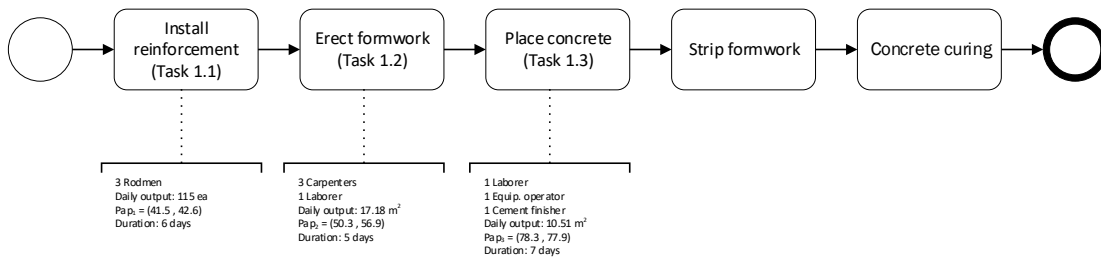 Install
reinforcement
(Task 1.1)
Erect formwork
(Task 1.2)
Place concrete
(Task 1.3)
Strip formwork
Concrete curing
3 Rodmen
Daily output: 115 ea
Pap₁ = (41.5 , 42.6)
Duration: 6 days
3 Carpenters
1 Laborer
Daily output: 17.18 m²
Pap₂ = (50.3 , 56.9)
Duration: 5 days
1 Laborer
1 Equip. operator
1 Cement finisher
Daily output: 10.51 m²
Pap₃ = (78.3 , 77.9)
Duration: 7 days